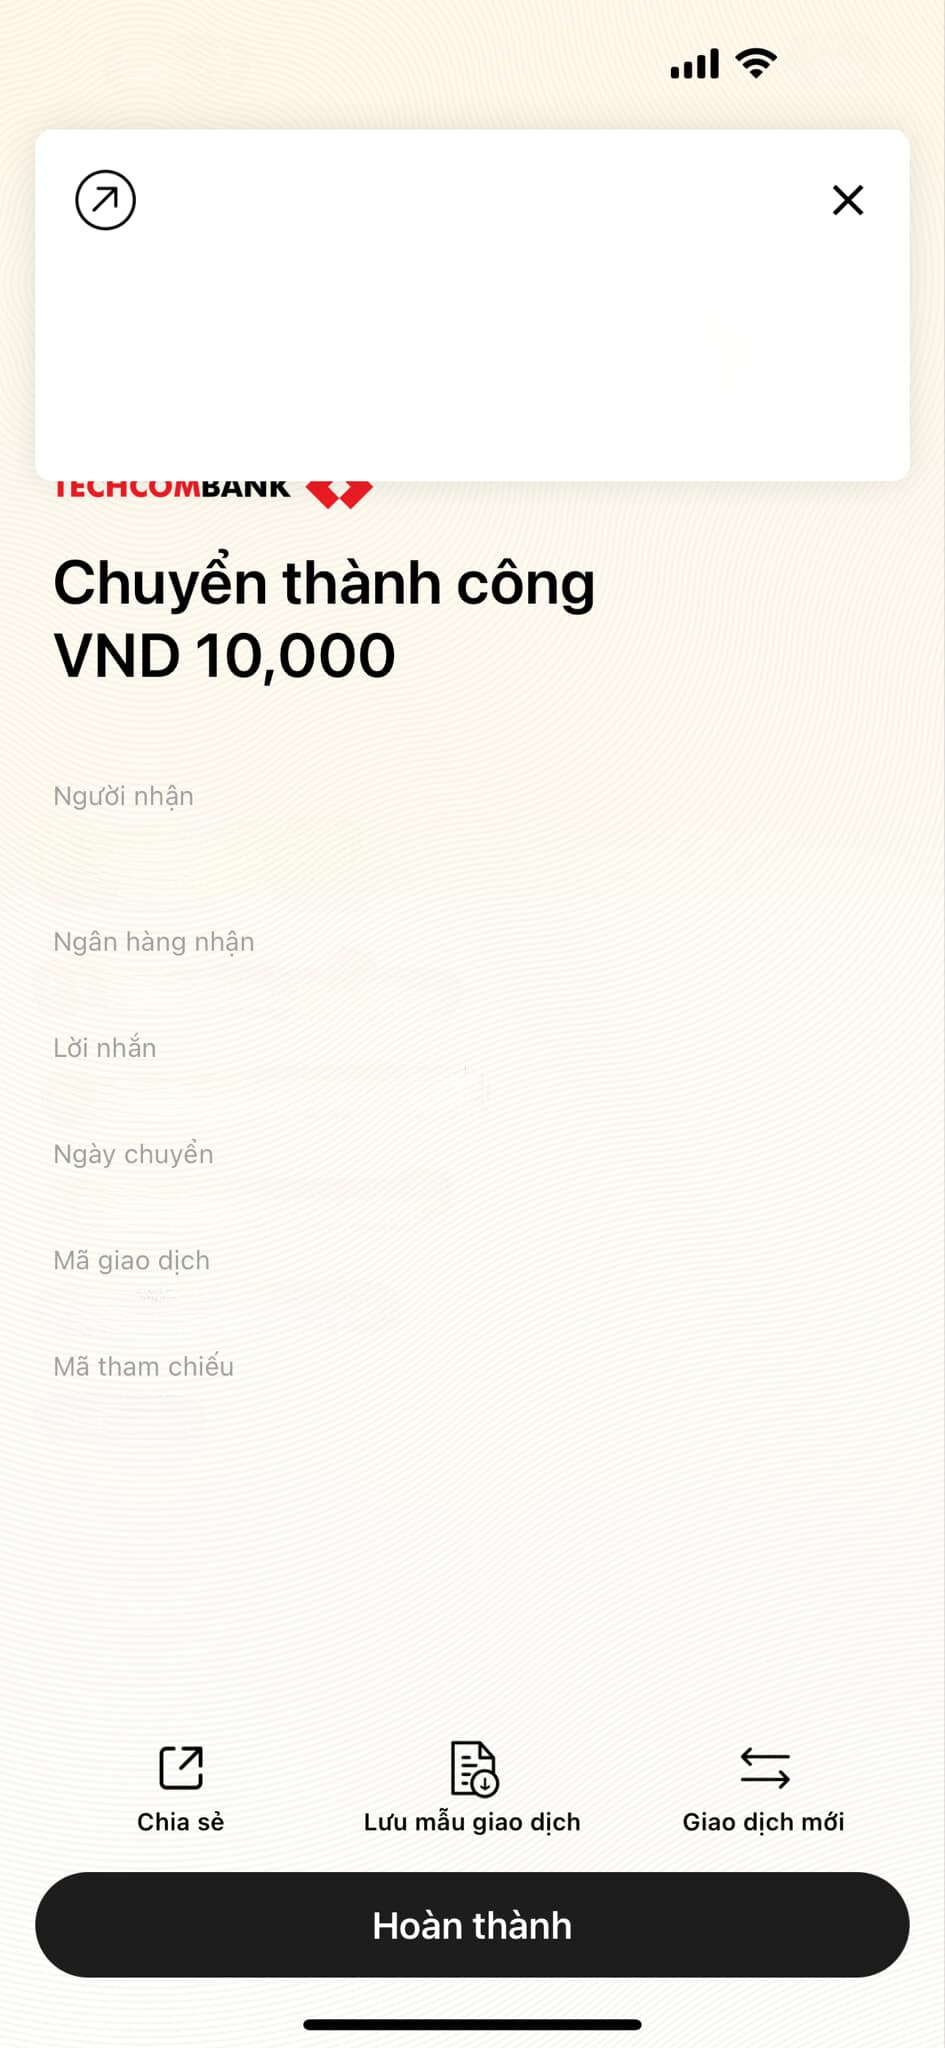 TECHCOMBANK
Chuyển thành công
VND 10,000
Người nhận
Ngân hàng nhận
Lời nhắn
Ngày chuyển
Mã giao dịch
Mã tham chiếu
Chia sẻ
Lưu mẫu giao dịch
Giao dịch mới
Hoàn thành